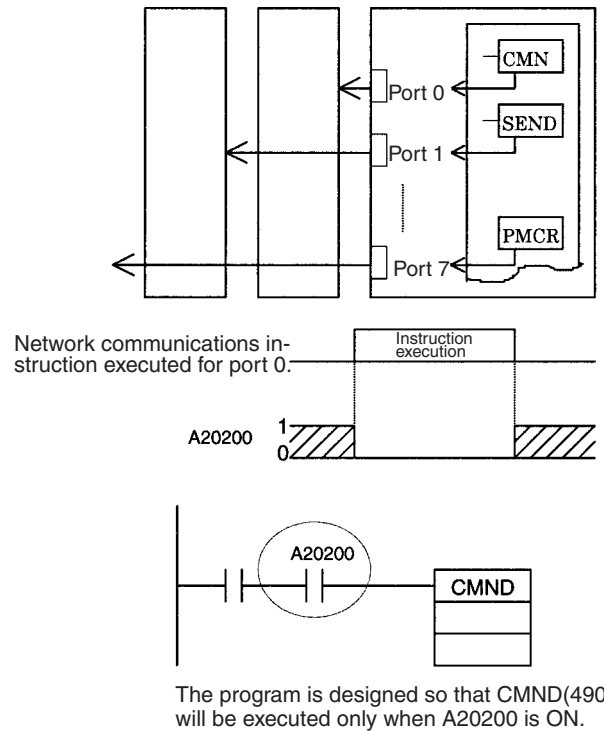 CMN
Port 0
SEND
Port 1
PMCR
Port 7
Network communications in-
struction executed for port 0.
Instruction
execution
A20200
1
0
A20200
CMND
The program is designed so that CMND(490
will be executed only when A20200 is ON.